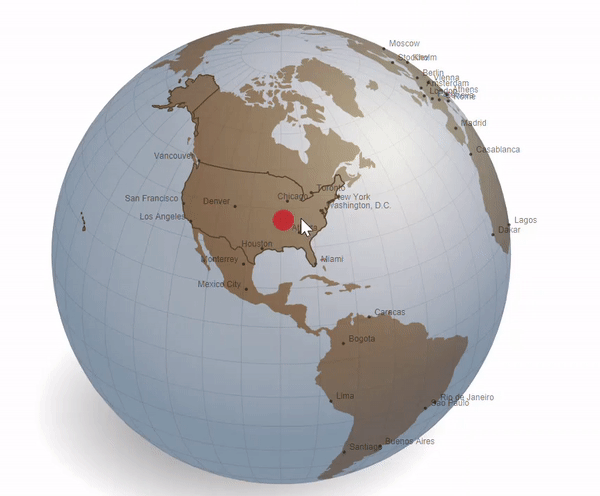 Moscow
Stockholm
Kyiv
Berlin
Vienna
Amsterdam
London
Athens
Rome
Madrid
Casablanca
Vancouver
Toronto
Chicago
New York
San Francisco
Denver
Washington, D.C.
Los Angeles
Lagos
Dakar
Houston
Monterrey
Miami
Mexico City
Caracas
Bogota
Lima
Rio de Janeiro
Sao Paulo
Santiago
Buenos Aires